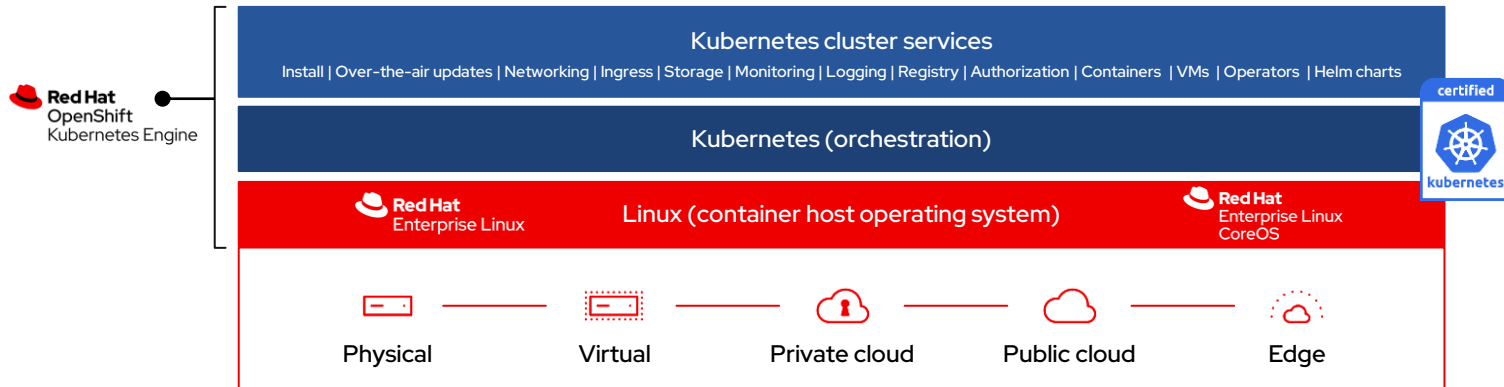 Kubernetes cluster services
Install | Over-the-air updates | Networking | Ingress | Storage | Monitoring | Logging | Registry | Authorization | Containers | VMs | Operators | Helm charts
Red Hat
OpenShift
Kubernetes Engine
certified
kubernetes
Kubernetes (orchestration)
Red Hat
Enterprise Linux
Linux (container host operating system)
Red Hat
Enterprise Linux
CoreOS
Physical
Virtual
Private cloud
Public cloud
Edge